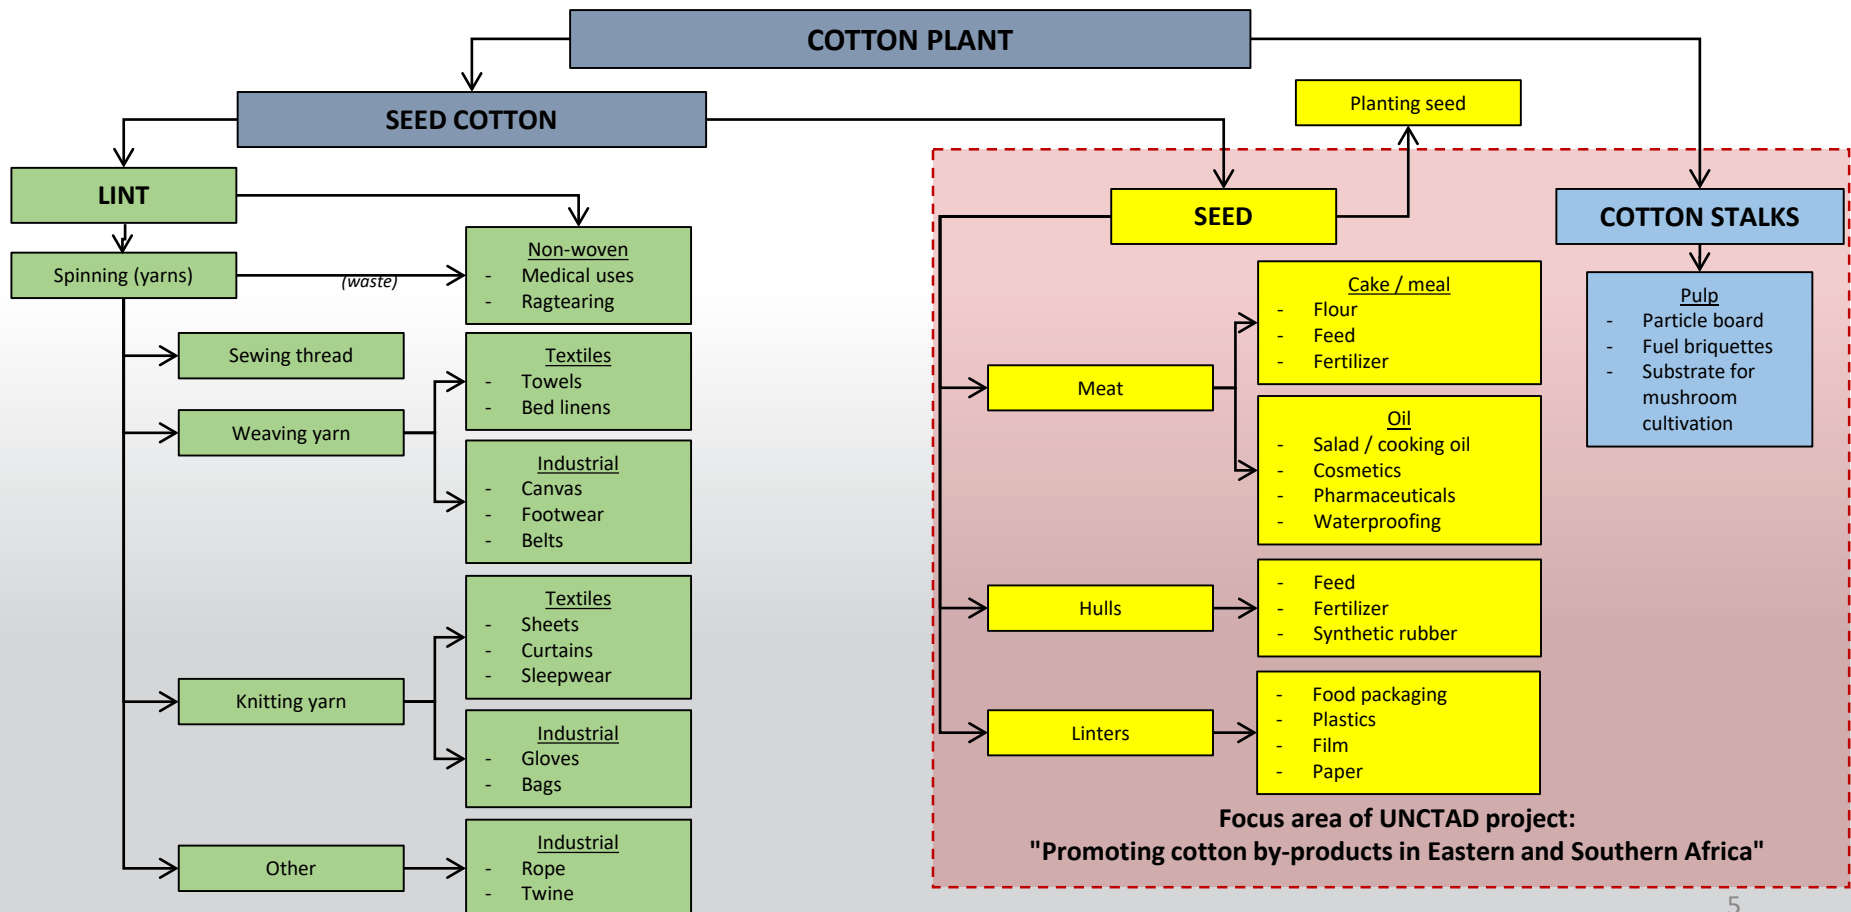 COTTON PLANT
SEED COTTON
Planting seed
LINT
SEED
COTTON STALKS
Spinning (yarns)
(waste)
Non-woven
- Medical uses
- Ragtearing
Sewing thread
Weaving yarn
Textiles
- Towels
- Bed linens
Industrial
- Canvas
- Footwear
- Belts
Knitting yarn
Textiles
- Sheets
- Curtains
- Sleepwear
Industrial
- Gloves
- Bags
Other
Industrial
- Rope
- Twine
Meat
Cake / meal
- Flour
- Feed
- Fertilizer
Oil
- Salad / cooking oil
- Cosmetics
- Pharmaceuticals
- Waterproofing
Hulls
- Feed
- Fertilizer
- Synthetic rubber
Linters
- Food packaging
- Plastics
- Film
- Paper
Pulp
- Particle board
- Fuel briquettes
- Substrate for
mushroom
cultivation
Focus area of UNCTAD project:
"Promoting cotton by-products in Eastern and Southern Africa"
5